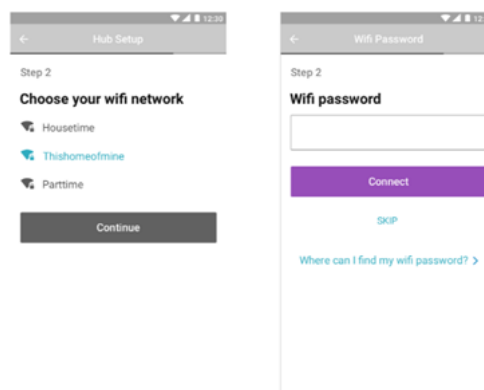 12:30
Hub Setup
Step 2
Choose your wifi network
Housetime
Thishomeofmine
Parttime
Continue
12
Wifi Password
Step 2
Wifi password
Connect
SKIP
Where can I find my wifi password?